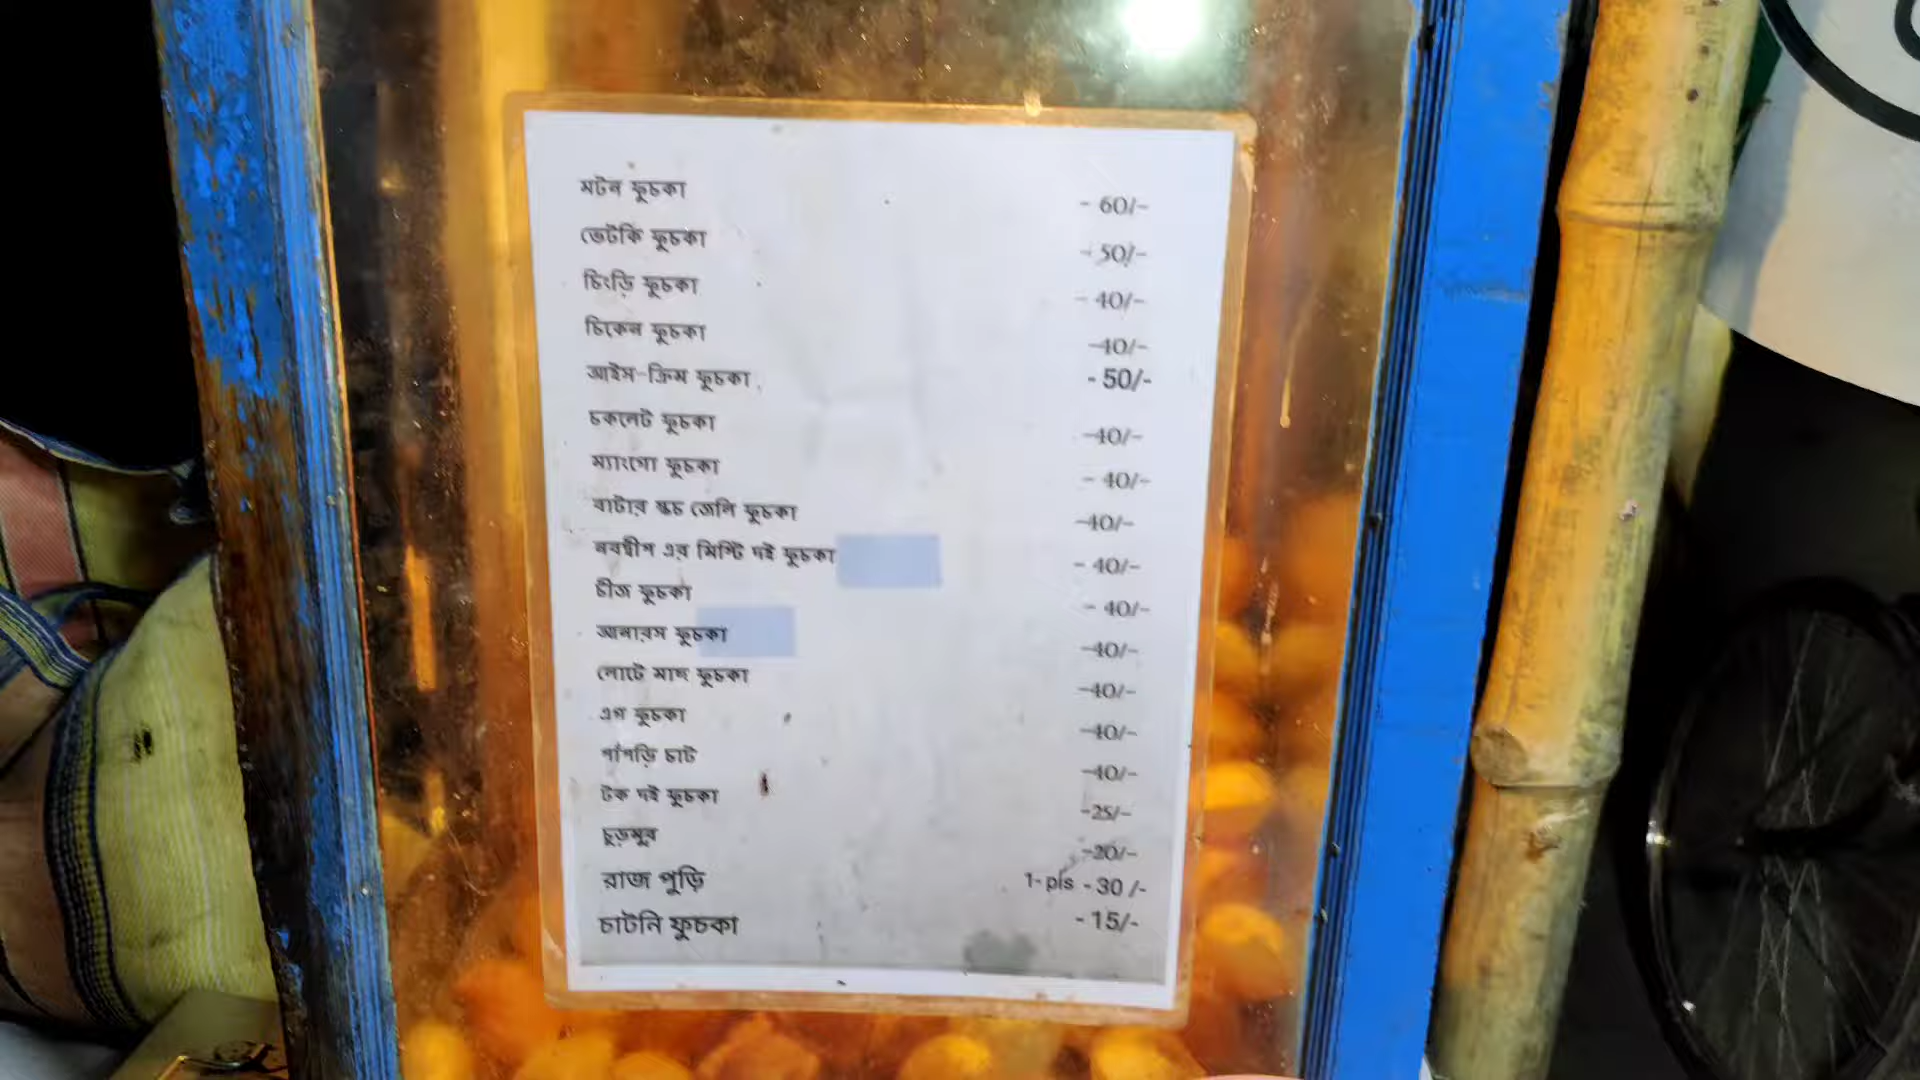 মটন ফুচকা - 60/-
ভেটকি ফুচকা - 50/-
চিংড়ি ফুচকা - 40/-
চিকেন ফুচকা -40/-
আইস-ক্রিম ফুচকা - 50/-
চকলেট ফুচকা -40/-
ম্যাংগো ফুচকা - 40/-
বাটার স্কচ জেলি ফুচকা -40/-
নবদ্বীপ এর মিস্টি দই ফুচকা - 40/-
চীজ ফুচকা - 40/-
আনারস ফুচকা -40/-
লোটে মাছ ফুচকা -40/-
এগ ফুচকা -40/-
পাঁপড়ি চাট -40/-
টক দই ফুচকা -25/-
চুড়মুর -20/-
রাজ পুড়ি 1- pis - 30 /-
চাটনি ফুচকা - 15/-